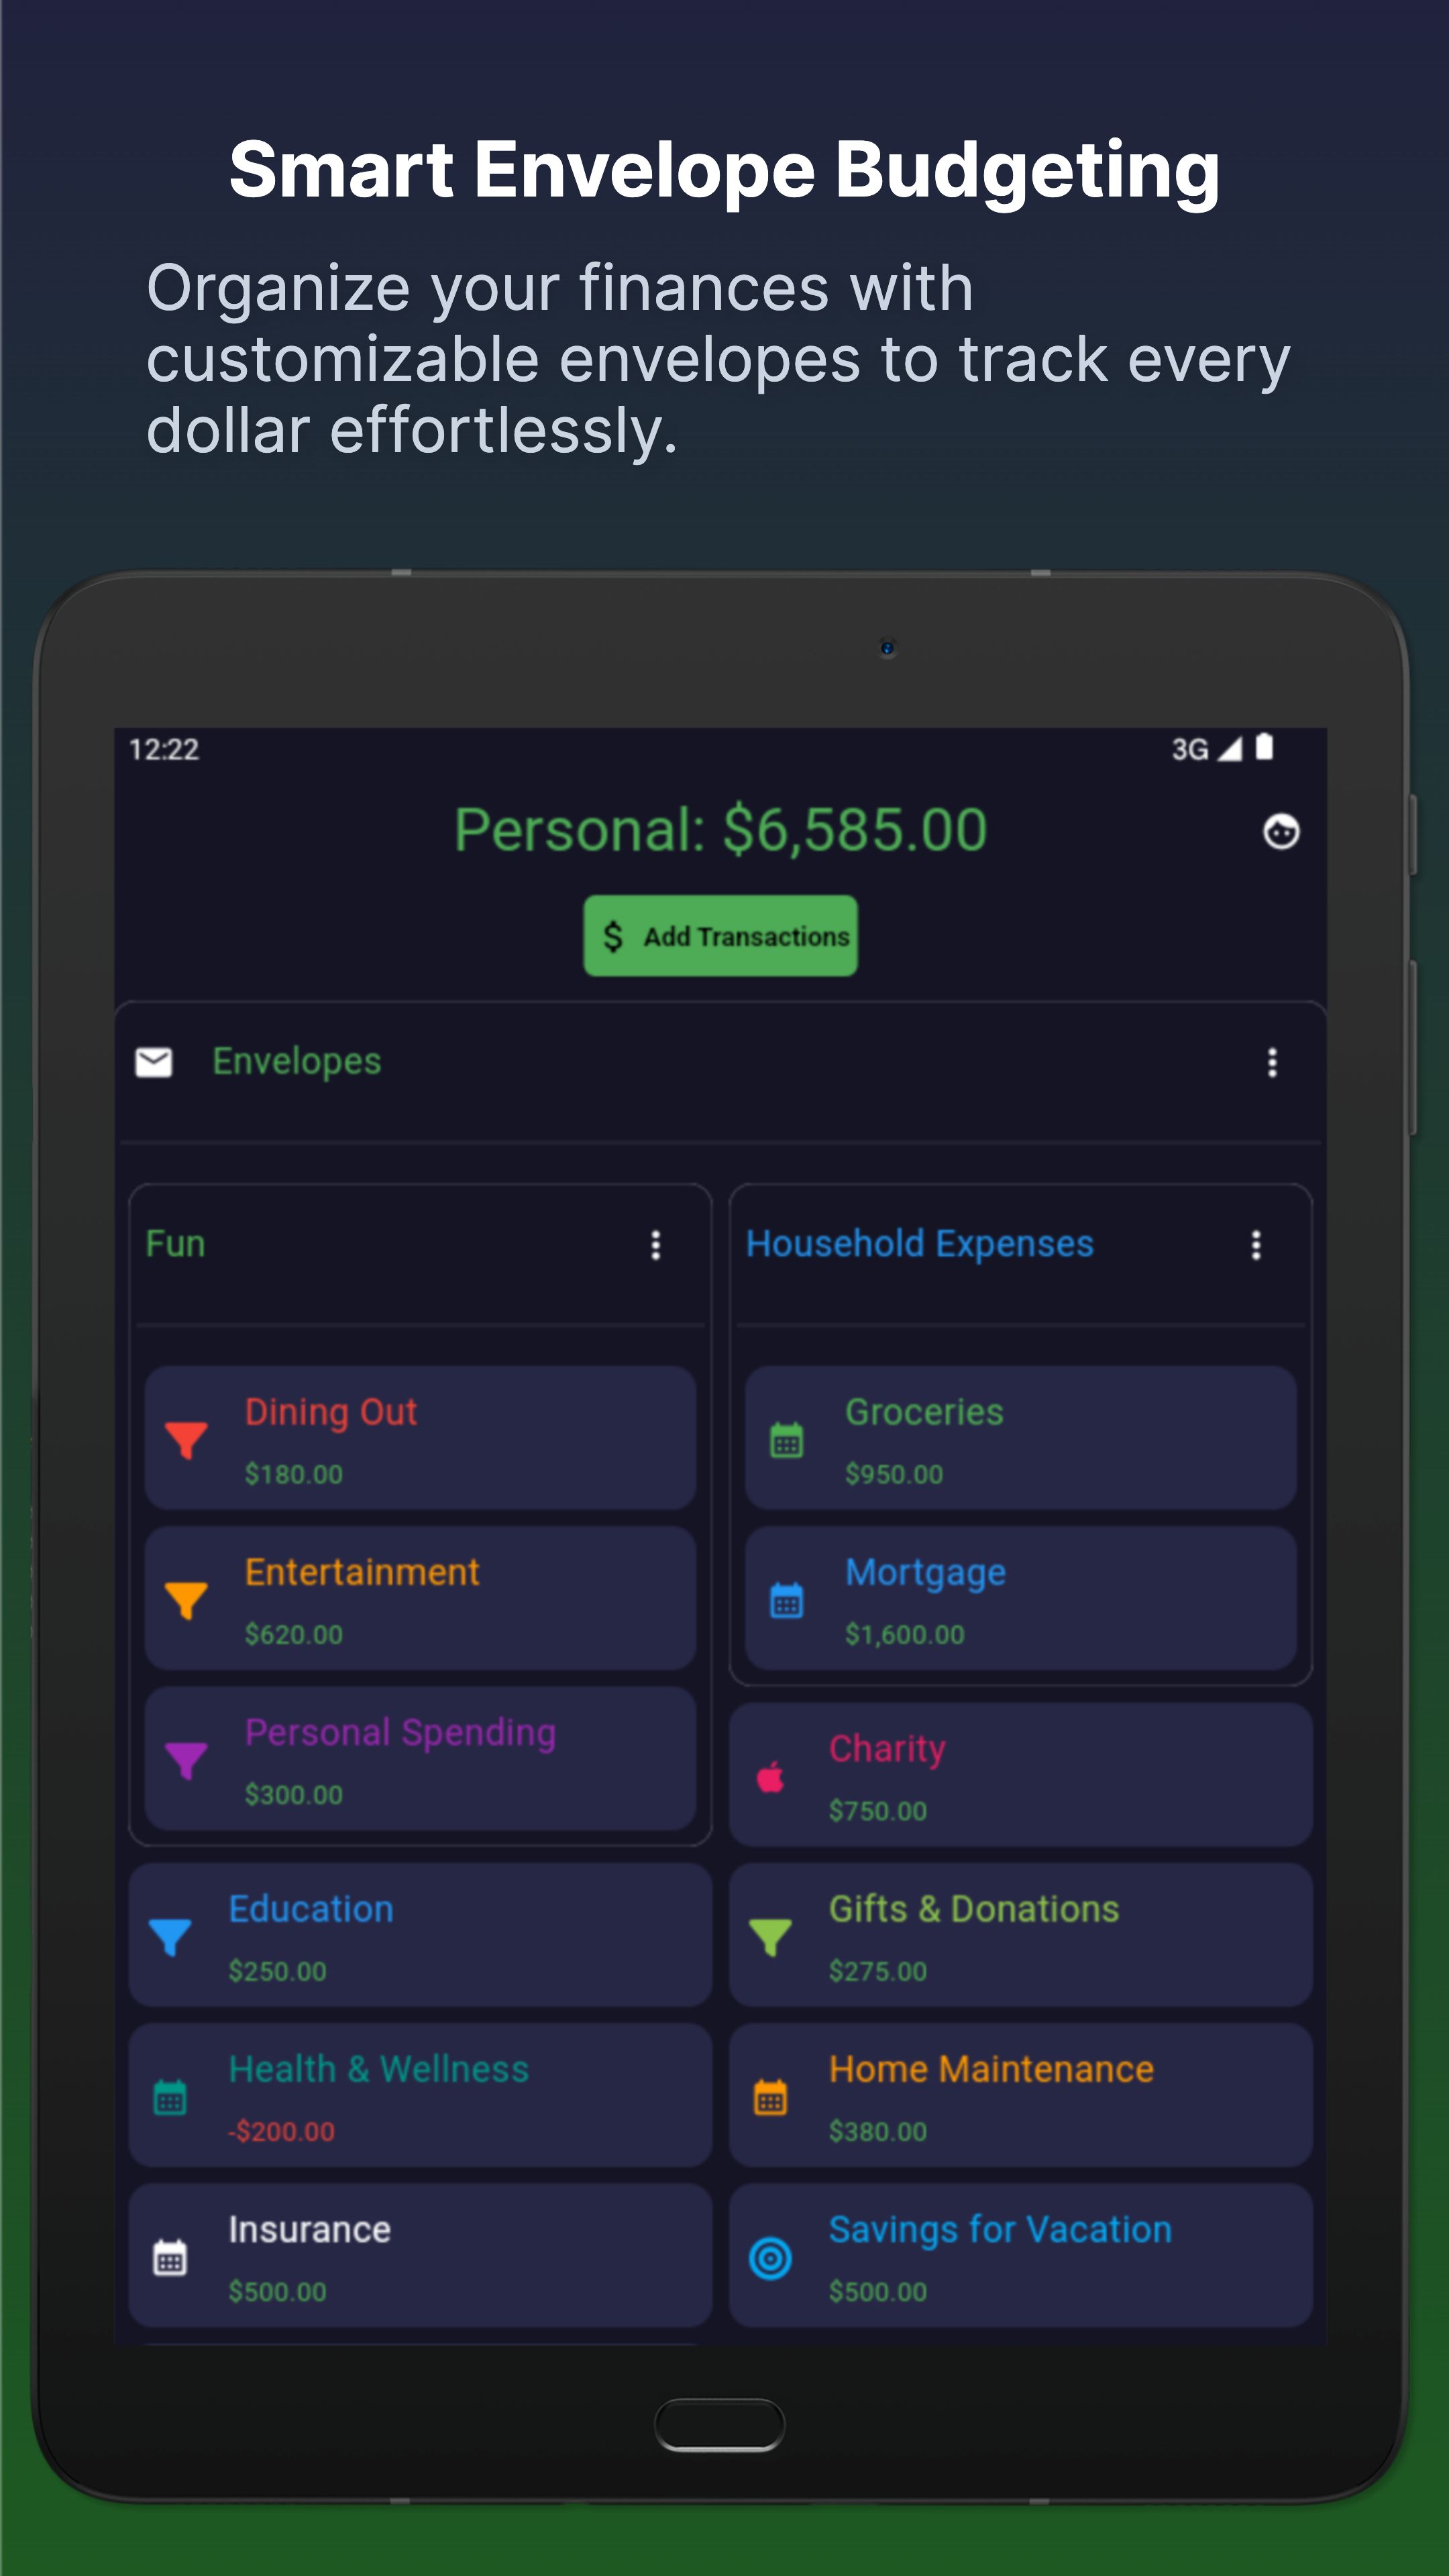 Smart Envelope Budgeting
Organize your finances with
customizable envelopes to track every
dollar effortlessly.
12:22
3G
Personal: $6,585.00
$ Add Transactions
Envelopes
Fun
Dining Out
$180.00
Entertainment
$620.00
Personal Spending
$300.00
Household Expenses
Groceries
$950.00
Mortgage
$1,600.00
Charity
$750.00
Education
$250.00
Gifts & Donations
$275.00
Health & Wellness
-$200.00
Home Maintenance
$380.00
Insurance
$500.00
Savings for Vacation
$500.00